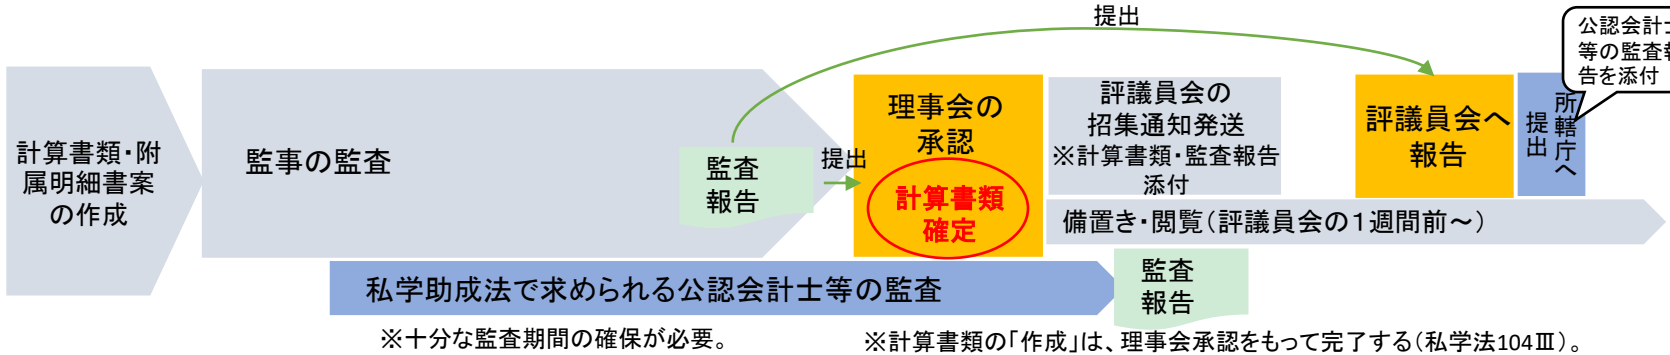 提出
公認会計士
等の監査報
告を添付
計算書類・附
属明細書案
の作成
監事の監査
監査
報告
提出
理事会の
承認
計算書類
確定
評議員会の
招集通知発送
※計算書類・監査報告
添付
評議員会へ
報告
所轄庁へ
提出
備置き・閲覧(評議員会の1週間前~)
私学助成法で求められる公認会計士等の監査
監査
報告
※十分な監査期間の確保が必要。
※計算書類の「作成」は、理事会承認をもって完了する(私学法104Ⅲ)。